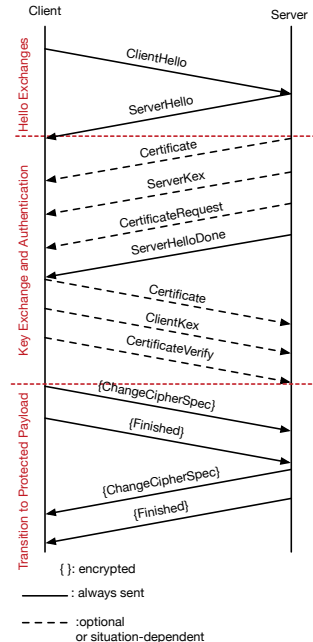 Client
Server
Hello Exchanges
ClientHello
ServerHello
Key Exchange and Authentication
Certificate
ServerKex
CertificateRequest
ServerHelloDone
Certificate
ClientKex
CertificateVerify
Transition to Protected Payload
{ChangeCipherSpec}
{Finished}
{ChangeCipherSpec}
{Finished}
{ }: encrypted
: always sent
:optional
or situation-dependent